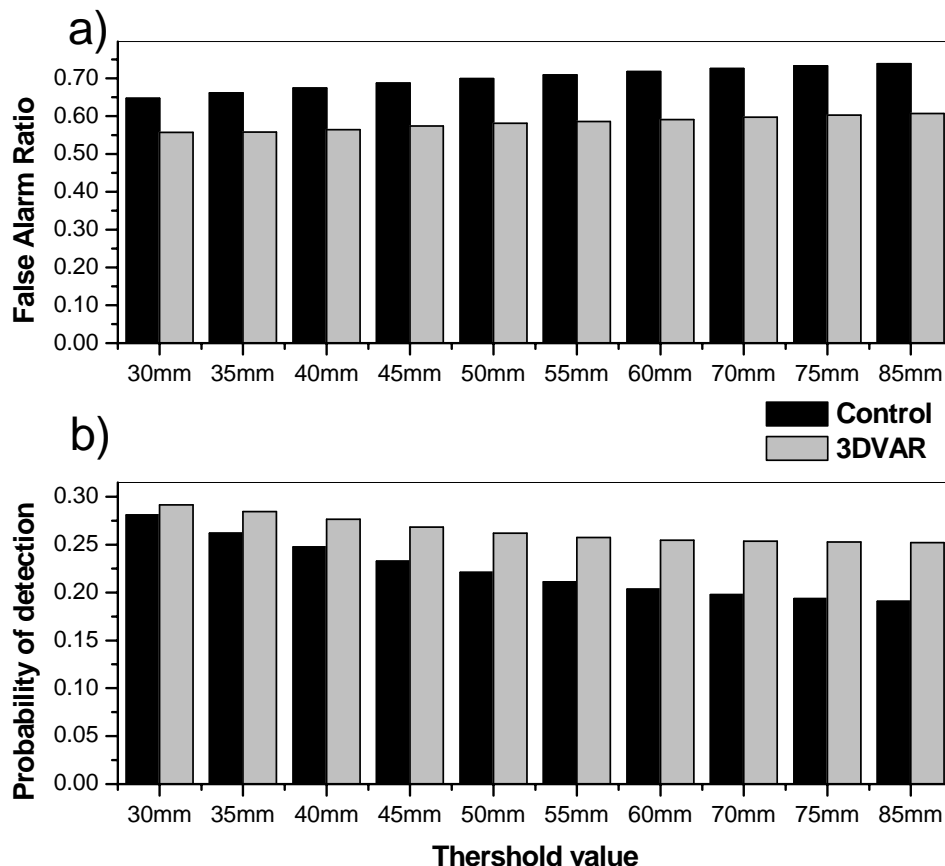 a)
False Alarm Ratio
0.70
0.60
0.50
0.40
0.30
0.20
0.10
0.00
30mm 35mm 40mm 45mm 50mm 55mm 60mm 70mm 75mm 85mm
Control
3DVAR
b)
Probability of detection
0.30
0.25
0.20
0.15
0.10
0.05
0.00
30mm 35mm 40mm 45mm 50mm 55mm 60mm 70mm 75mm 85mm
Thershold value